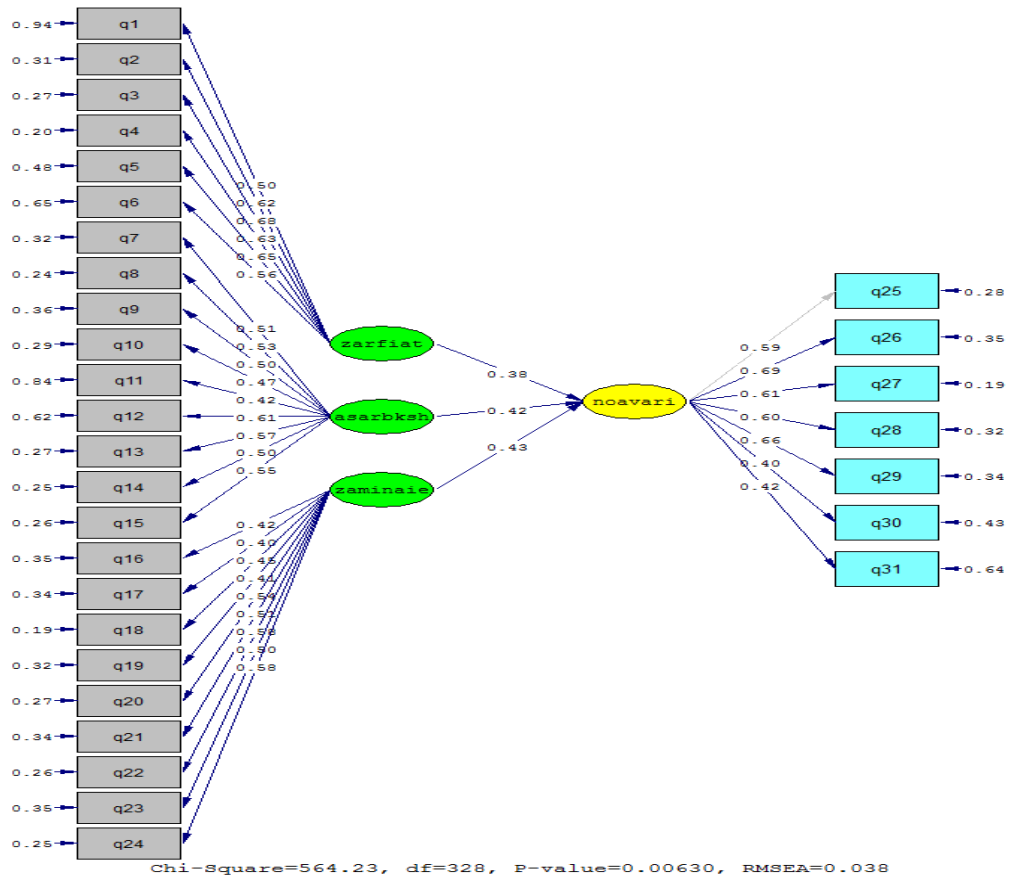 0.94 q1
0.31 q2
0.27 q3
0.20 q4
0.48 q5
0.65 q6
0.32 q7
0.24 q8
0.36 q9
0.29 q10
0.84 q11
0.62 q12
0.27 q13
0.25 q14
0.26 q15
0.35 q16
0.34 q17
0.19 q18
0.32 q19
0.27 q20
0.34 q21
0.26 q22
0.35 q23
0.25 q24
0.50
0.62
0.68
0.63
0.65
0.56
0.51
0.53
0.50
0.47
0.42
0.61
0.57
0.50
0.55
0.42
0.40
0.45
0.41
0.54
0.51
0.58
0.50
0.58
zarfiat
asarbksh
zaminaie
0.38
0.42
0.43
noavari
0.59
0.69
0.61
0.60
0.66
0.40
0.42
q25 0.28
q26 0.35
q27 0.19
q28 0.32
q29 0.34
q30 0.43
q31 0.64
Chi-Square=564.23, df=328, P-value=0.00630, RMSEA=0.038